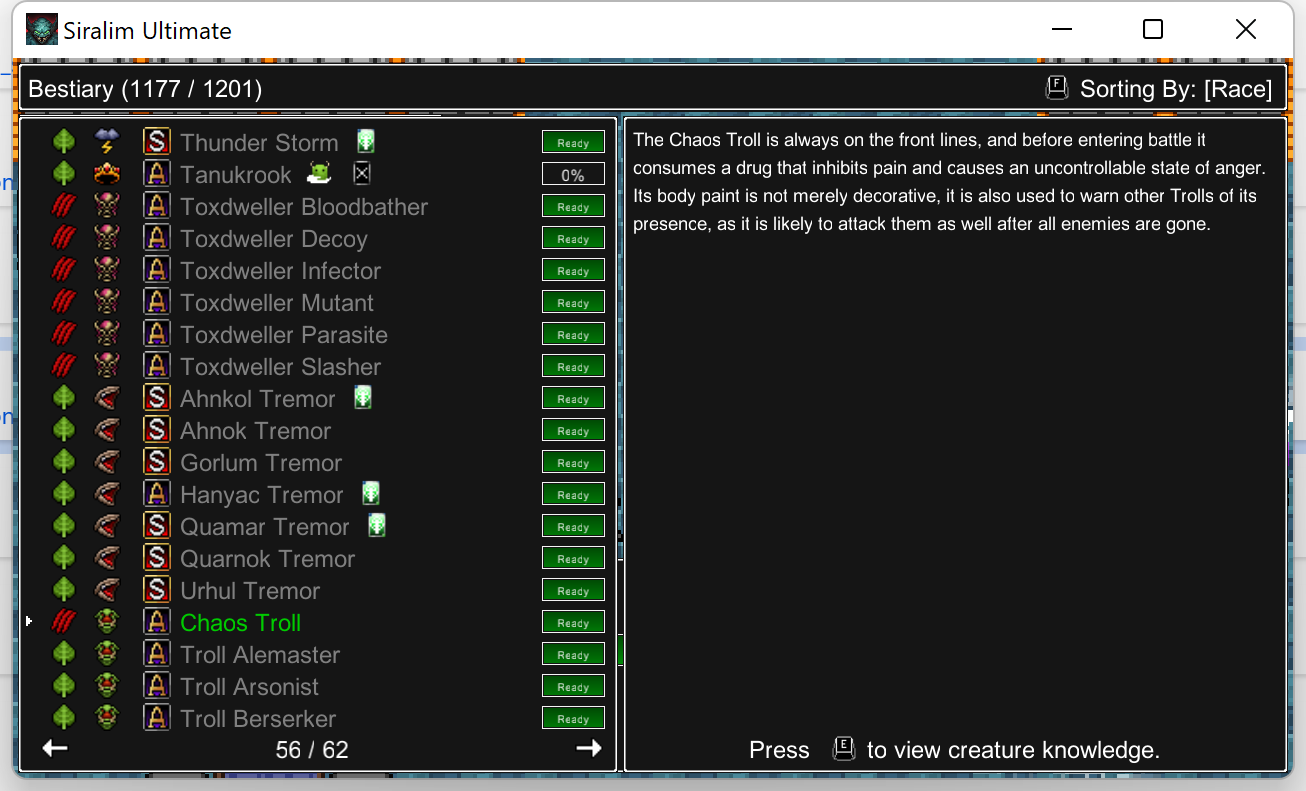 Siralim Ultimate
Bestiary (1177 / 1201)
F Sorting By: [Race]
S Thunder Storm Ready
A Tanukrook 0%
A Toxdweller Bloodbather Ready
A Toxdweller Decoy Ready
A Toxdweller Infector Ready
A Toxdweller Mutant Ready
A Toxdweller Parasite Ready
A Toxdweller Slasher Ready
S Ahnkol Tremor Ready
S Ahnok Tremor Ready
S Gorlum Tremor Ready
A Hanyac Tremor Ready
S Quamar Tremor Ready
S Quarnok Tremor Ready
S Urhul Tremor Ready
A Chaos Troll Ready
A Troll Alemaster Ready
A Troll Arsonist Ready
A Troll Berserker Ready
56 / 62
The Chaos Troll is always on the front lines, and before entering battle it
consumes a drug that inhibits pain and causes an uncontrollable state of anger.
Its body paint is not merely decorative, it is also used to warn other Trolls of its
presence, as it is likely to attack them as well after all enemies are gone.
Press E to view creature knowledge.